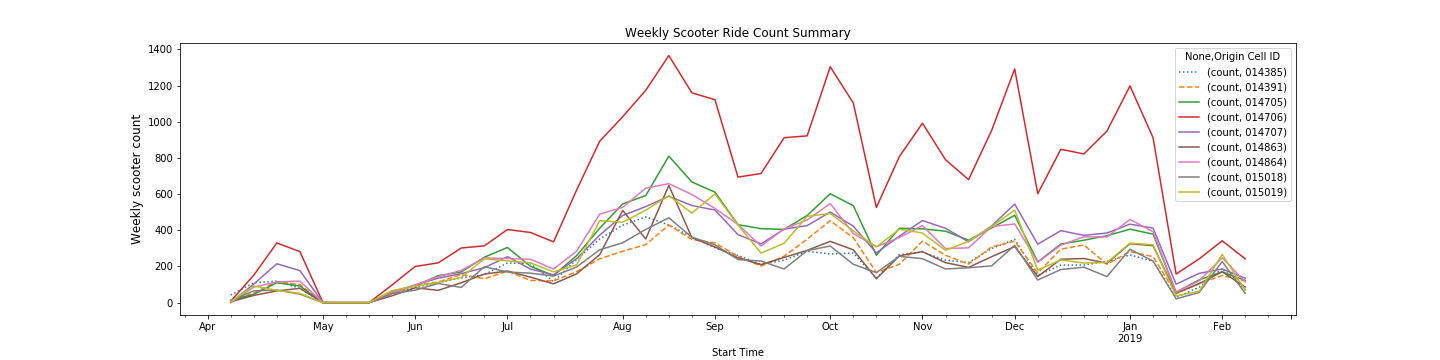 Weekly Scooter Ride Count Summary
1400
1200
1000
800
600
400
200
0
Weekly scooter count
None,Origin Cell ID
(count, 014385)
(count, 014391)
(count, 014705)
(count, 014706)
(count, 014707)
(count, 014863)
(count, 014864)
(count, 015018)
(count, 015019)
Apr May Jun Jul Aug Sep Oct Nov Dec Jan Feb
2019
Start Time